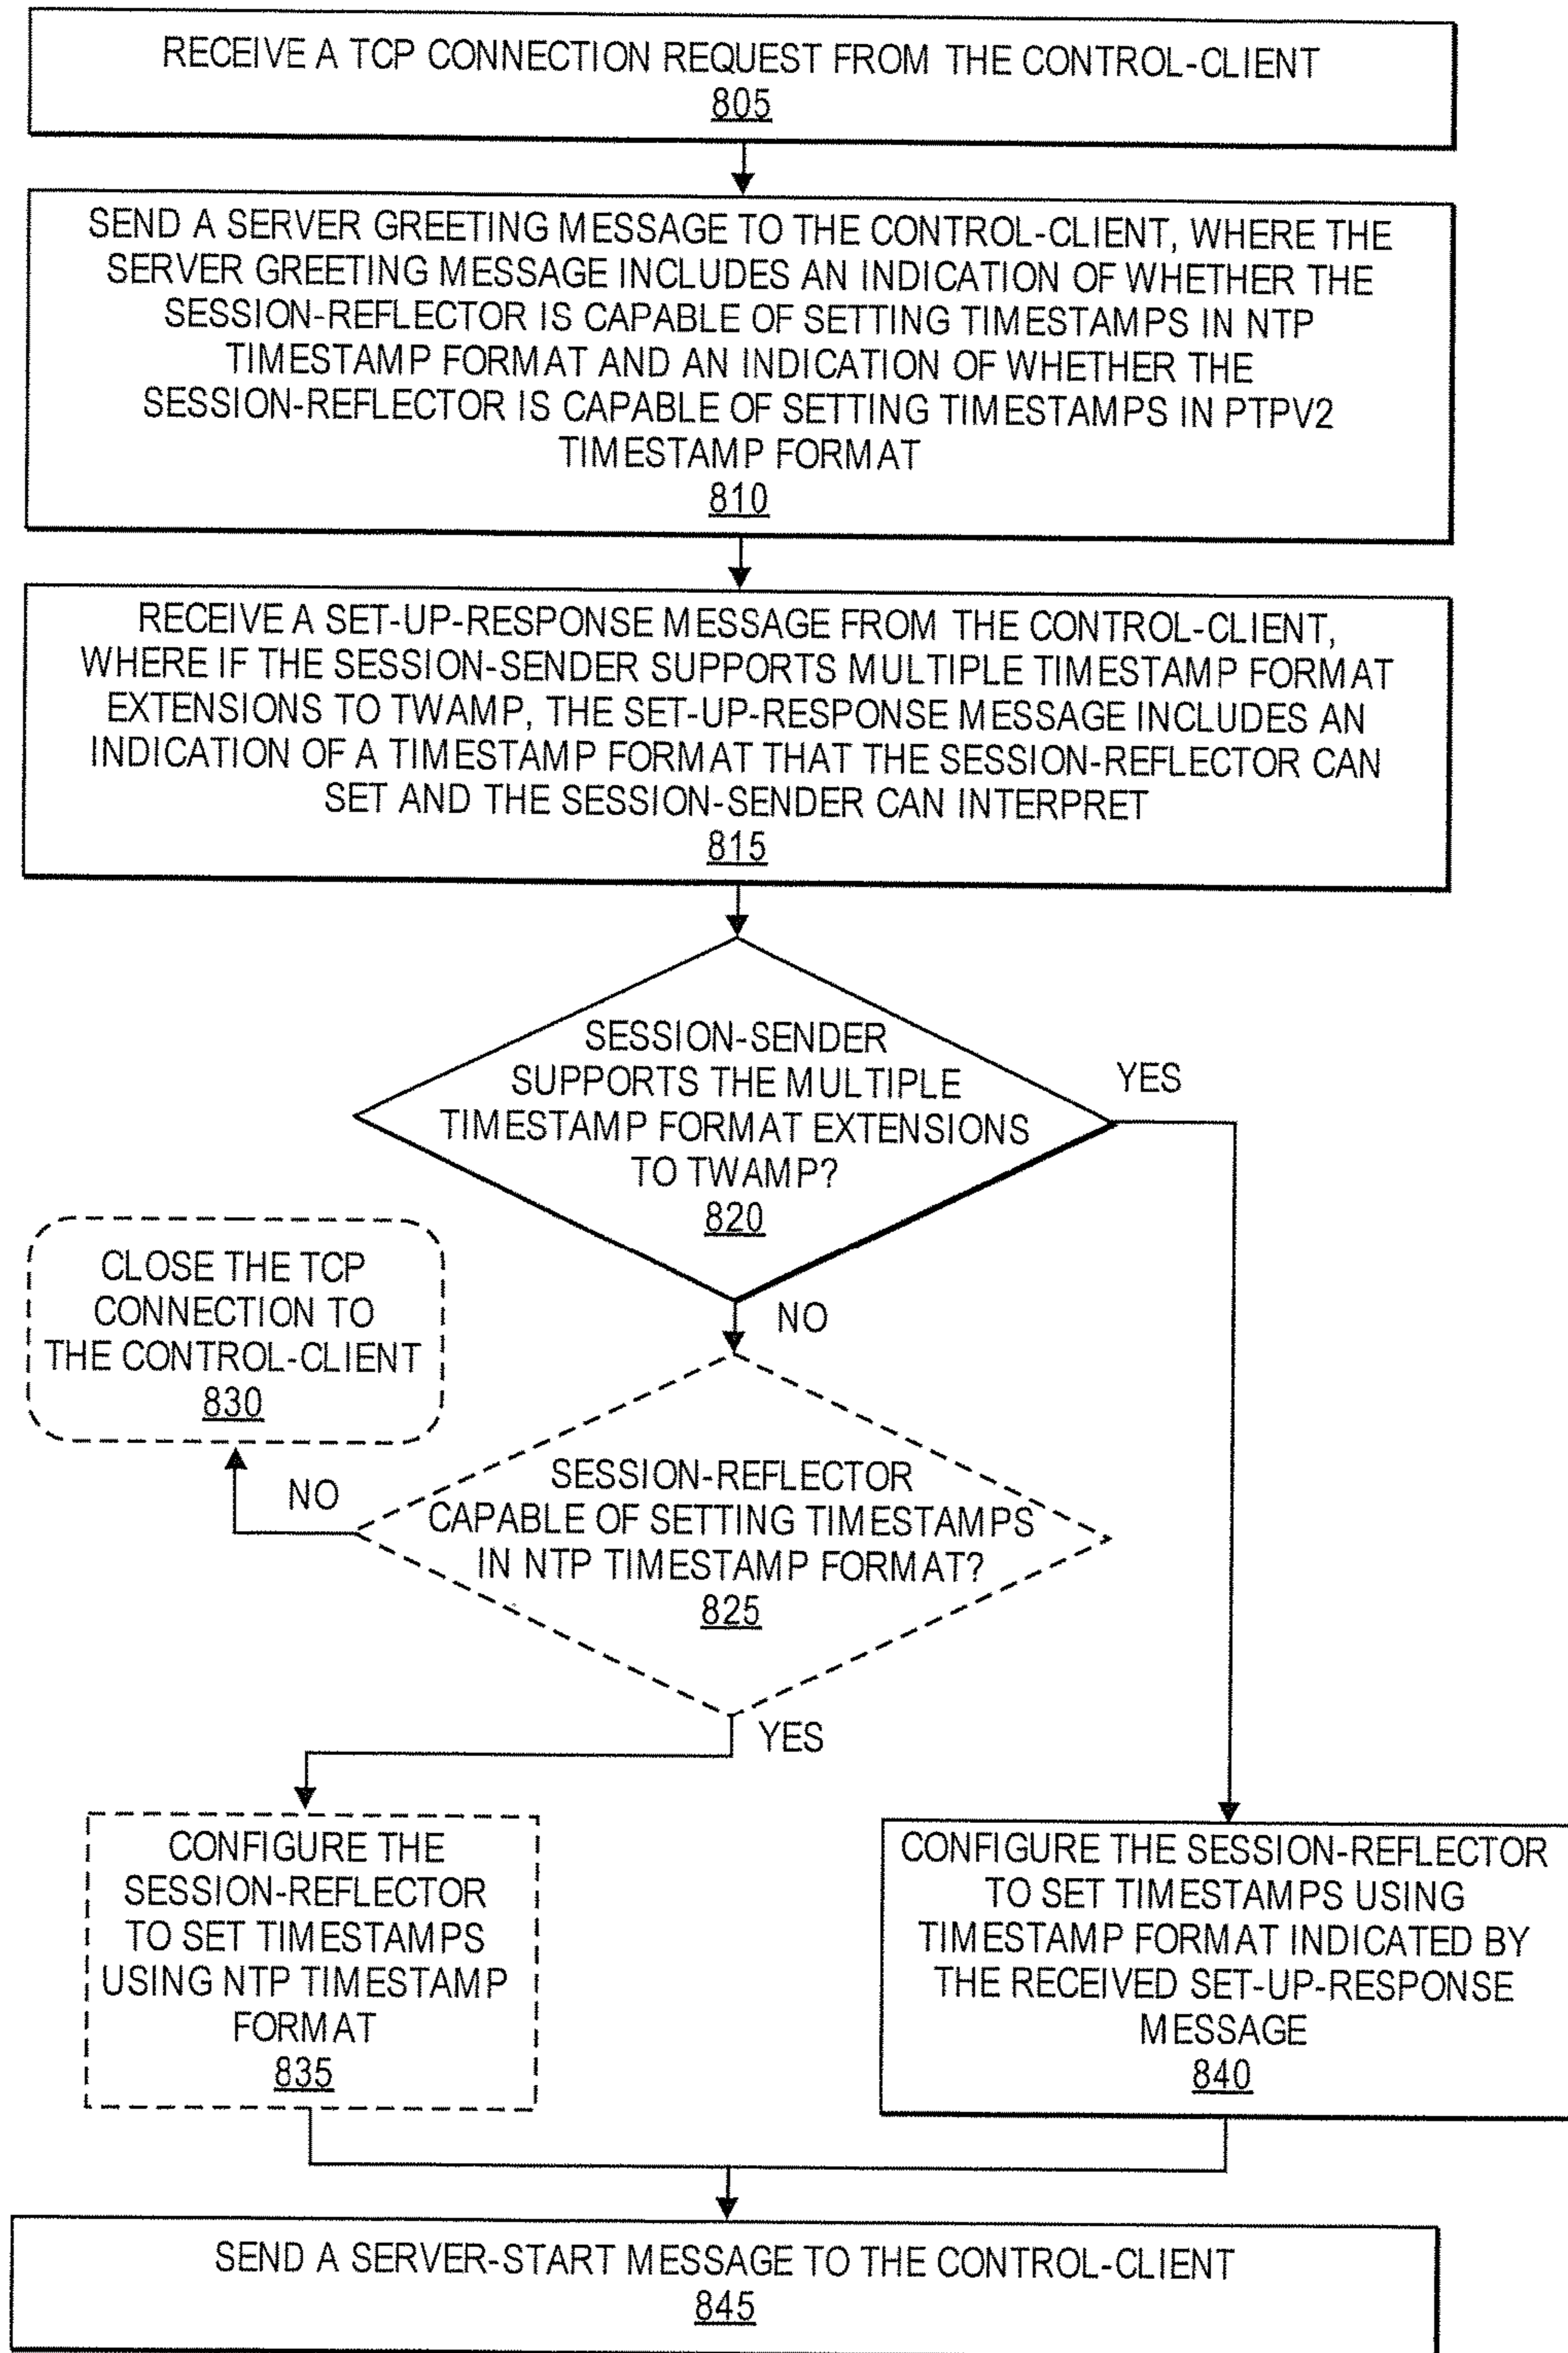 RECEIVE A TCP CONNECTION REQUEST FROM THE CONTROL-CLIENT
805
SEND A SERVER GREETING MESSAGE TO THE CONTROL-CLIENT, WHERE THE
SERVER GREETING MESSAGE INCLUDES AN INDICATION OF WHETHER THE
SESSION-REFLECTOR IS CAPABLE OF SETTING TIMESTAMPS IN NTP
TIMESTAMP FORMAT AND AN INDICATION OF WHETHER THE
SESSION-REFLECTOR IS CAPABLE OF SETTING TIMESTAMPS IN PTPV2
TIMESTAMP FORMAT
810
RECEIVE A SET-UP-RESPONSE MESSAGE FROM THE CONTROL-CLIENT,
WHERE IF THE SESSION-SENDER SUPPORTS MULTIPLE TIMESTAMP FORMAT
EXTENSIONS TO TWAMP, THE SET-UP-RESPONSE MESSAGE INCLUDES AN
INDICATION OF A TIMESTAMP FORMAT THAT THE SESSION-REFLECTOR CAN
SET AND THE SESSION-SENDER CAN INTERPRET
815
SESSION-SENDER
SUPPORTS THE MULTIPLE
TIMESTAMP FORMAT EXTENSIONS
TO TWAMP?
820
YES
NO
CLOSE THE TCP
CONNECTION TO
THE CONTROL-CLIENT
830
NO
SESSION-REFLECTOR
CAPABLE OF SETTING TIMESTAMPS
IN NTP TIMESTAMP FORMAT?
825
YES
CONFIGURE THE
SESSION-REFLECTOR
TO SET TIMESTAMPS
USING NTP TIMESTAMP
FORMAT
835
CONFIGURE THE SESSION-REFLECTOR
TO SET TIMESTAMPS USING
TIMESTAMP FORMAT INDICATED BY
THE RECEIVED SET-UP-RESPONSE
MESSAGE
840
SEND A SERVER-START MESSAGE TO THE CONTROL-CLIENT
845